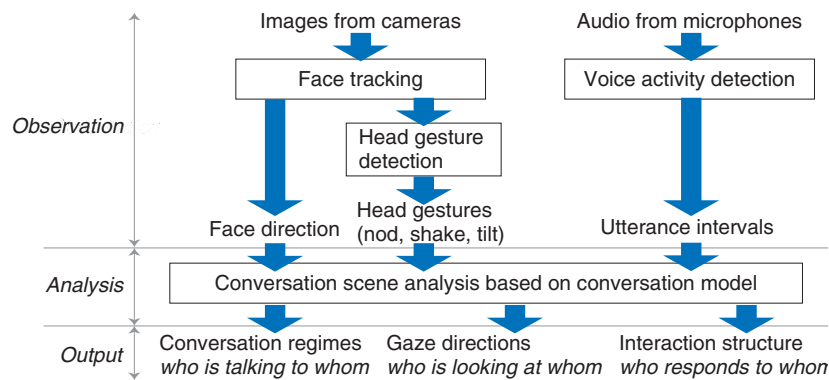 Images from cameras
Audio from microphones
Face tracking
Voice activity detection
Observation
Head gesture
detection
Face direction
Head gestures
(nod, shake, tilt)
Utterance intervals
Analysis
Conversation scene analysis based on conversation model
Output
Conversation regimes
who is talking to whom
Gaze directions
who is looking at whom
Interaction structure
who responds to whom